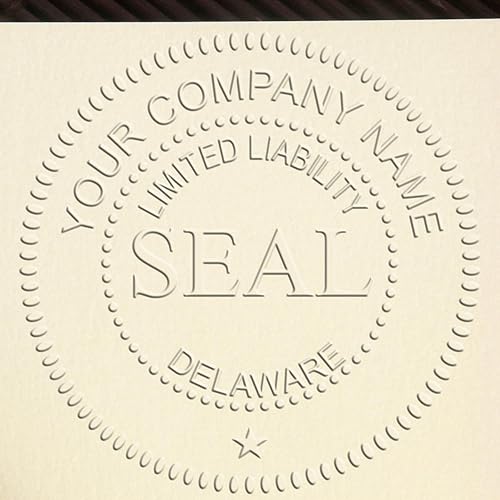 YOUR COMPANY NAME
LIMITED LIABILITY
SEAL
DELAWARE